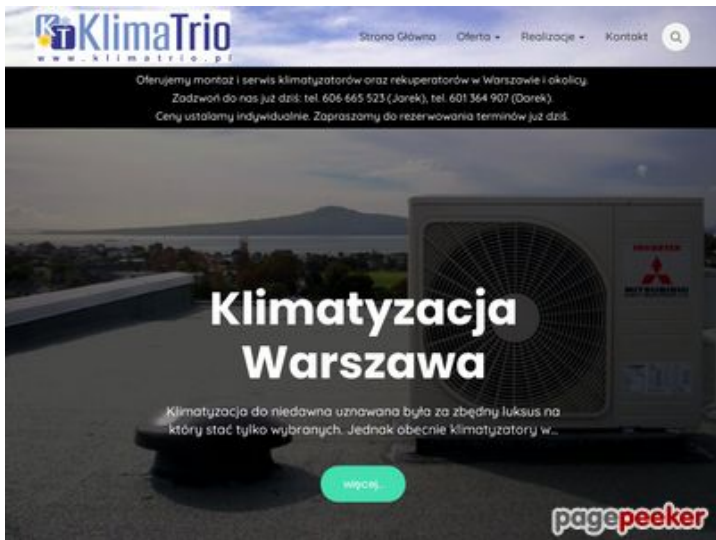 KT KlimaTrio
www.klimatrio.pl
Strona Główna Oferta Realizacje Kontakt
Oferujemy montaż i serwis klimatyzatorów oraz rekuperatorów w Warszawie i okolicy.
Zadzwoń do nas już dziś: tel. 606 665 523 (Jarek), tel. 601 364 907 (Darek).
Ceny ustalamy indywidualnie. Zapraszamy do rezerwowania terminów już dziś.
INVERTER
MITSUBISHI
Klimatyzacja
Warszawa
Klimatyzacja do niedawna uznawana była za zbędny luksus na
który stać tylko wybranych. Jednak obecnie klimatyzatory w...
więcej...
pagepeeker